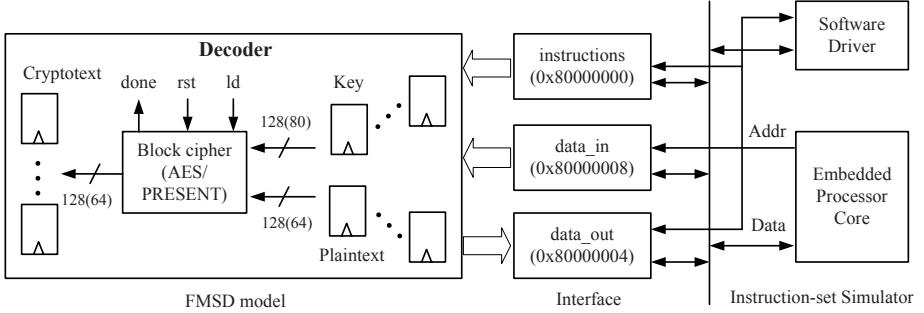 Decoder
Cryptotext
done
rst
ld
Key
128(80)
Block cipher
(AES/
PRESENT)
128(64)
128(64)
Plaintext
FMSD model
instructions
(0x80000000)
data_in
(0x80000008)
data_out
(0x80000004)
Interface
Software
Driver
Addr
Embedded
Processor
Core
Data
Instruction-set Simulator